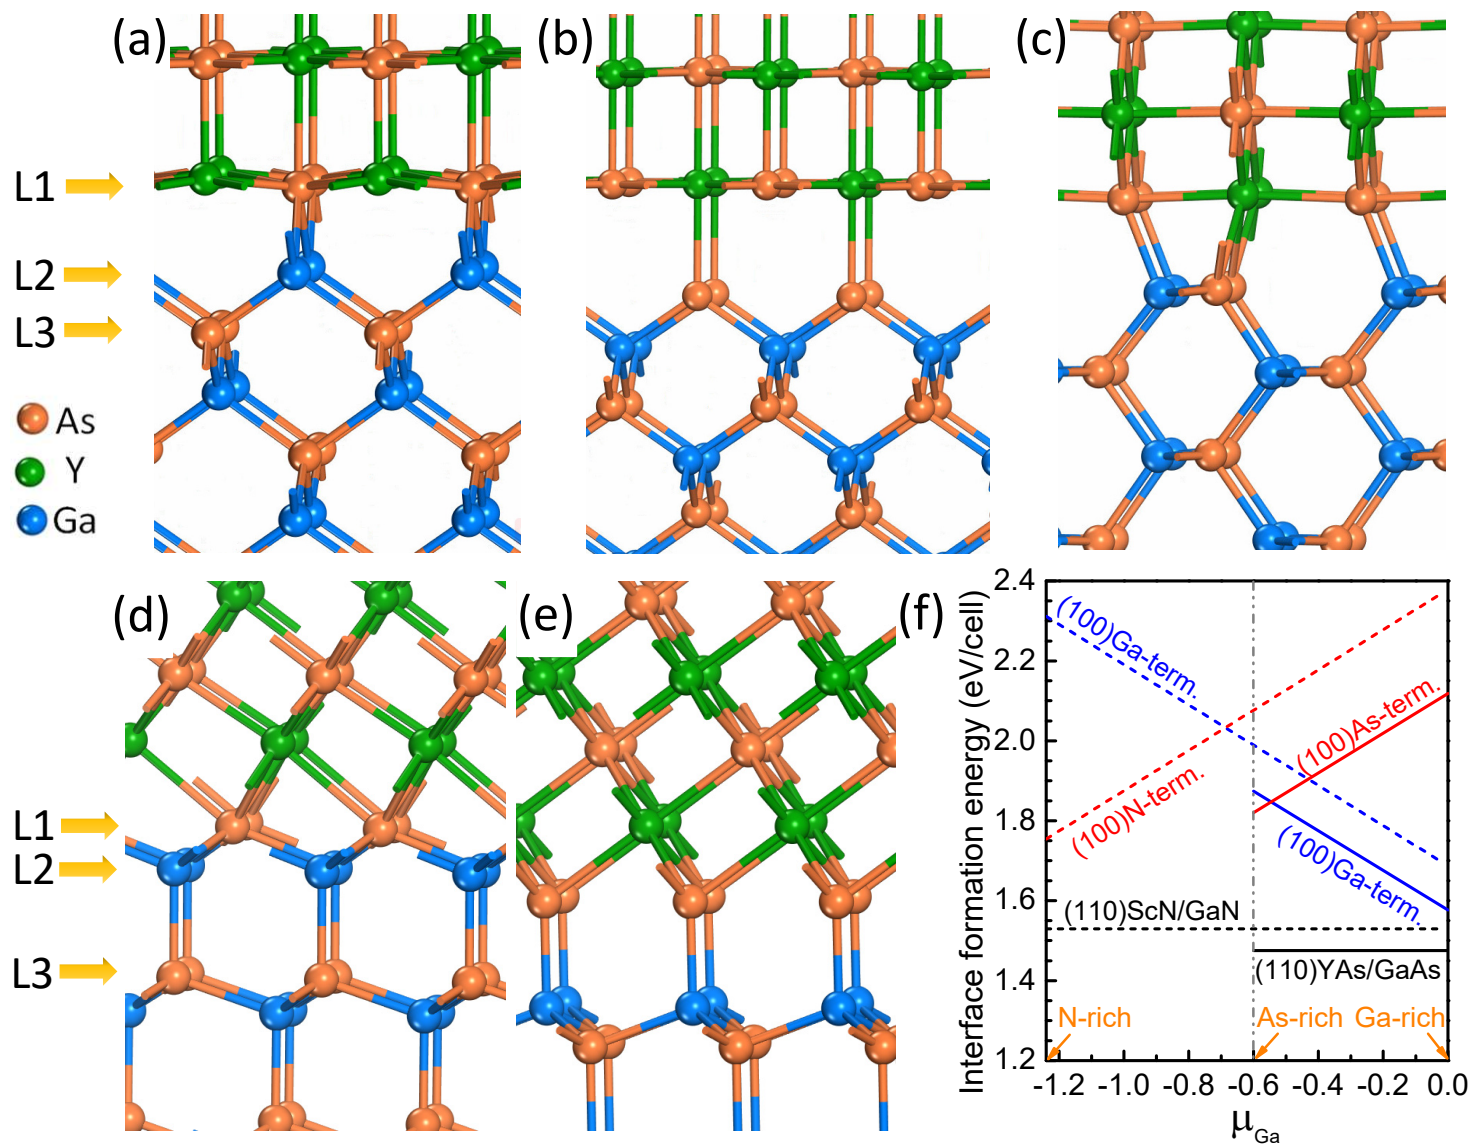 (a)
(b)
(c)
L1
L2
L3
As
Y
Ga
(d)
(e)
(f)
L1
L2
L3
Interface formation energy (eV/cell)
2.4
2.2
2.0
1.8
1.6
1.4
1.2
(100)Ga-term.
(100)As-term.
(100)N-term.
(100)Ga-term.
(110)ScN/GaN
(110)YAs/GaAs
N-rich
As-rich
Ga-rich
-1.2
-1.0
-0.8
-0.6
-0.4
-0.2
0.0
μGa